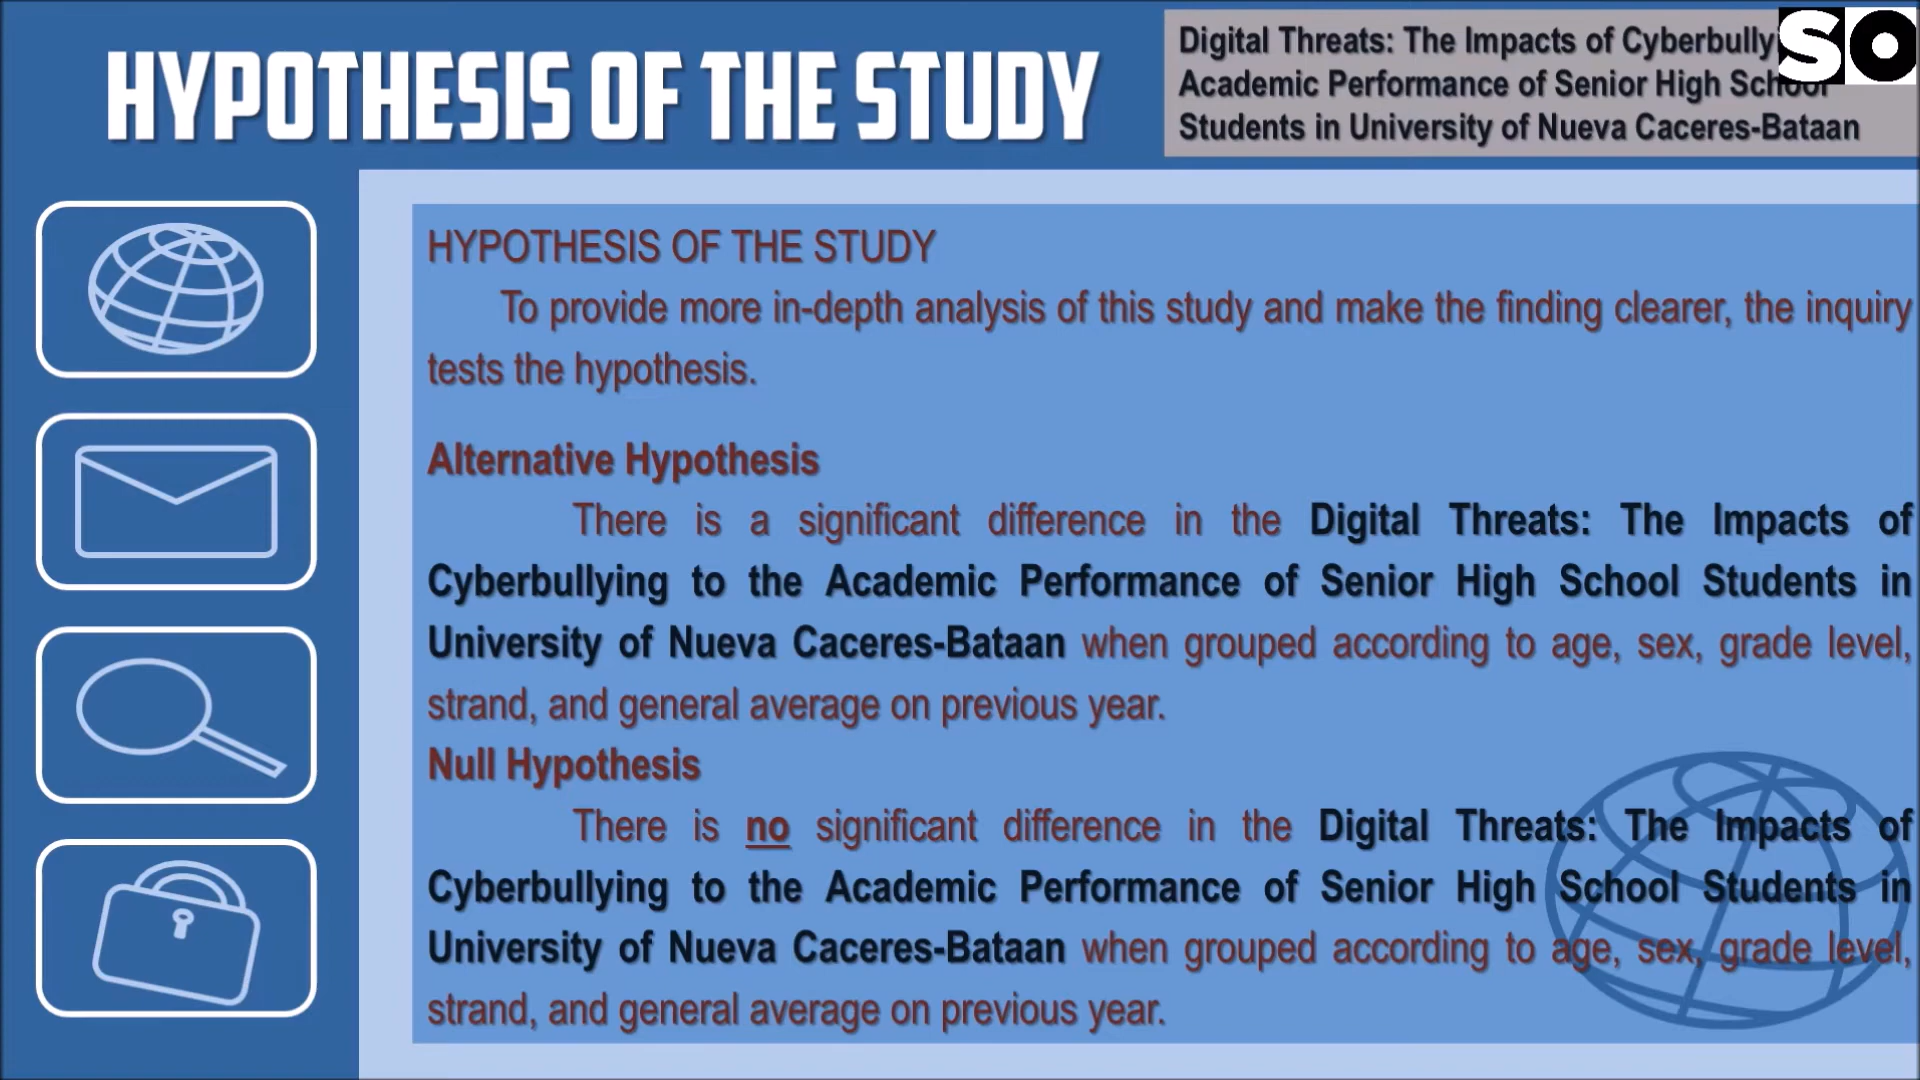 HYPOTHESIS OF THE STUDY
Digital Threats: The Impacts of
Academic Performance of Senior High School
Students in University of Nueva Caceres-Bataan
SO
HYPOTHESIS OF THE STUDY
To provide more in-depth analysis of this study and make the finding clearer, the inquiry
tests the hypothesis.
Alternative Hypothesis
There is a significant difference in the Digital Threats: The Impacts of
Cyberbullying to the Academic Performance of Senior High School Students in
University of Nueva Caceres-Bataan when grouped according to age, sex, grade level,
strand, and general average on previous year.
Null Hypothesis
There is no significant difference in the Digital Threats: The Impacts of
Cyberbullying to the Academic Performance of Senior High School Students in
University of Nueva Caceres-Bataan when grouped according to age, sex, grade level,
strand, and general average on previous year.